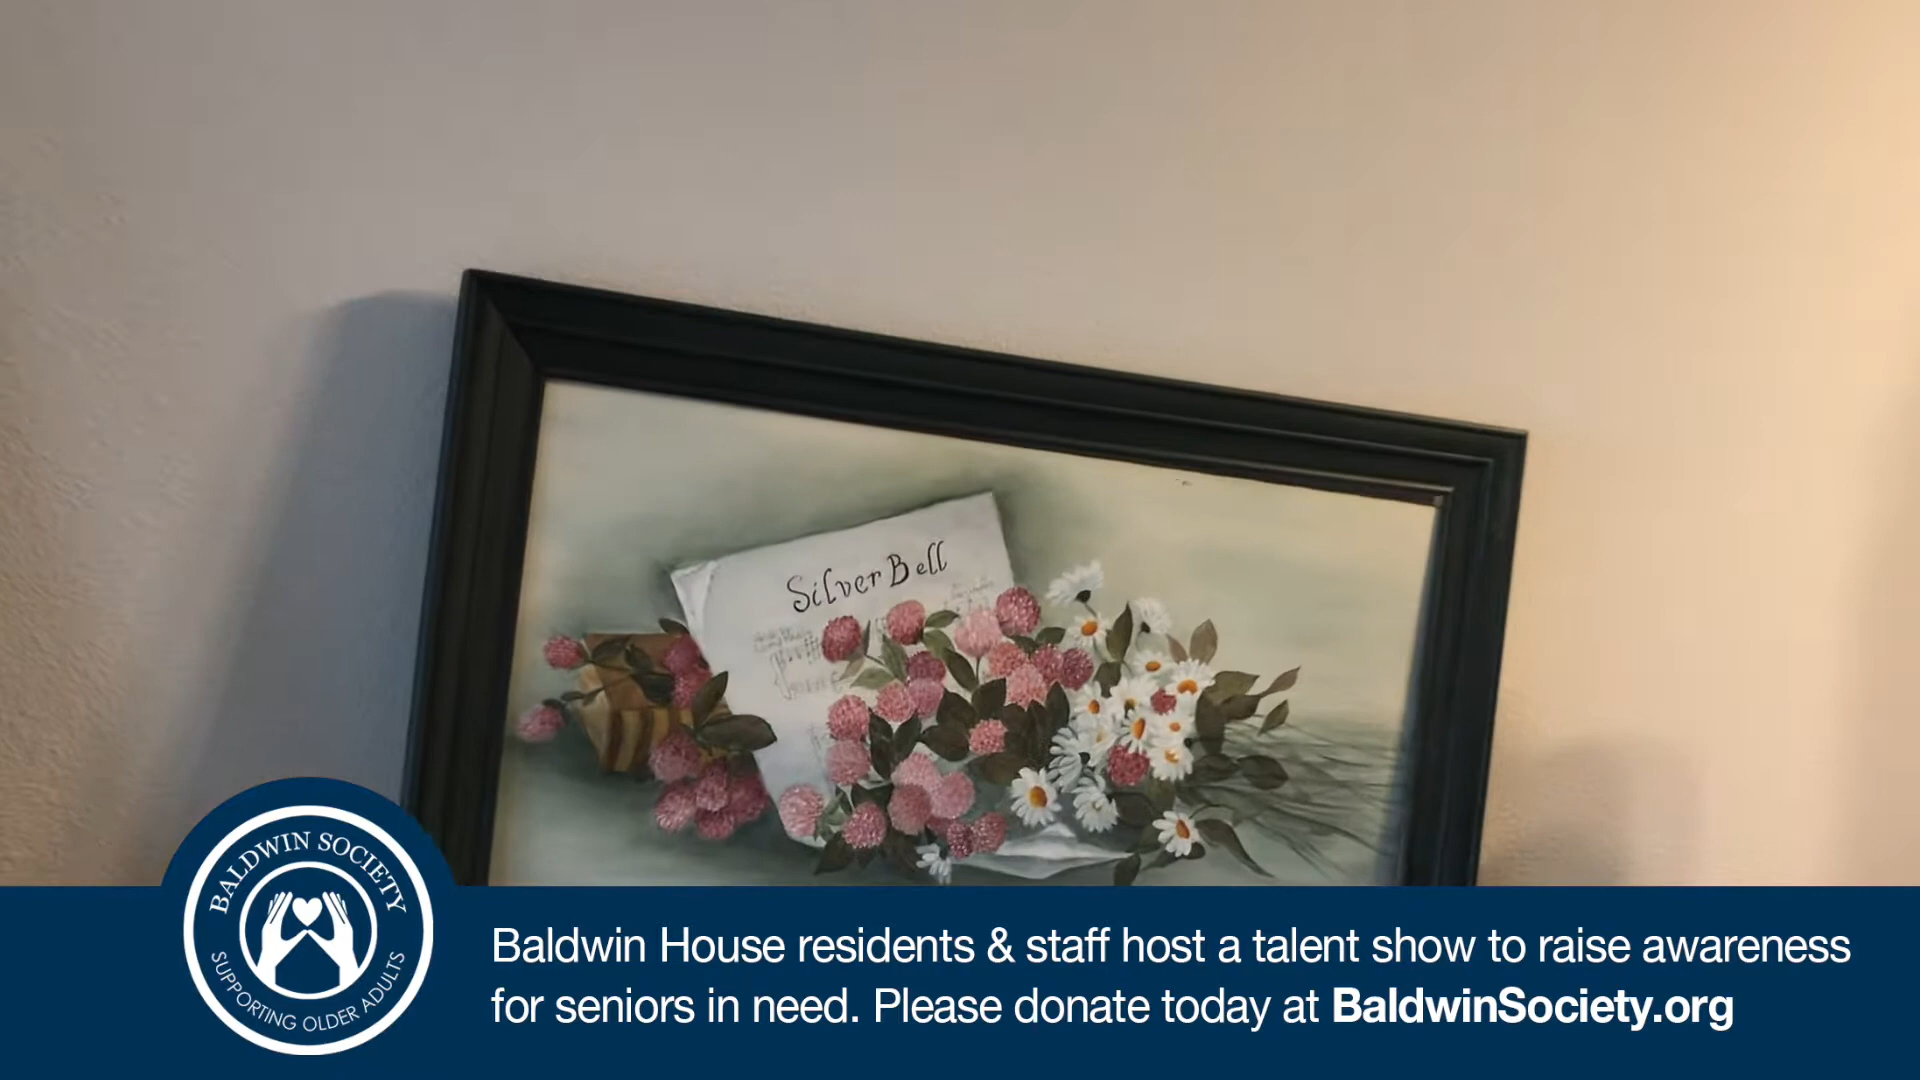 Silver Bell
BALDWIN SOCIETY
SUPPORTING OLDER ADULTS
Baldwin House residents & staff host a talent show to raise awareness
for seniors in need. Please donate today at BaldwinSociety.org